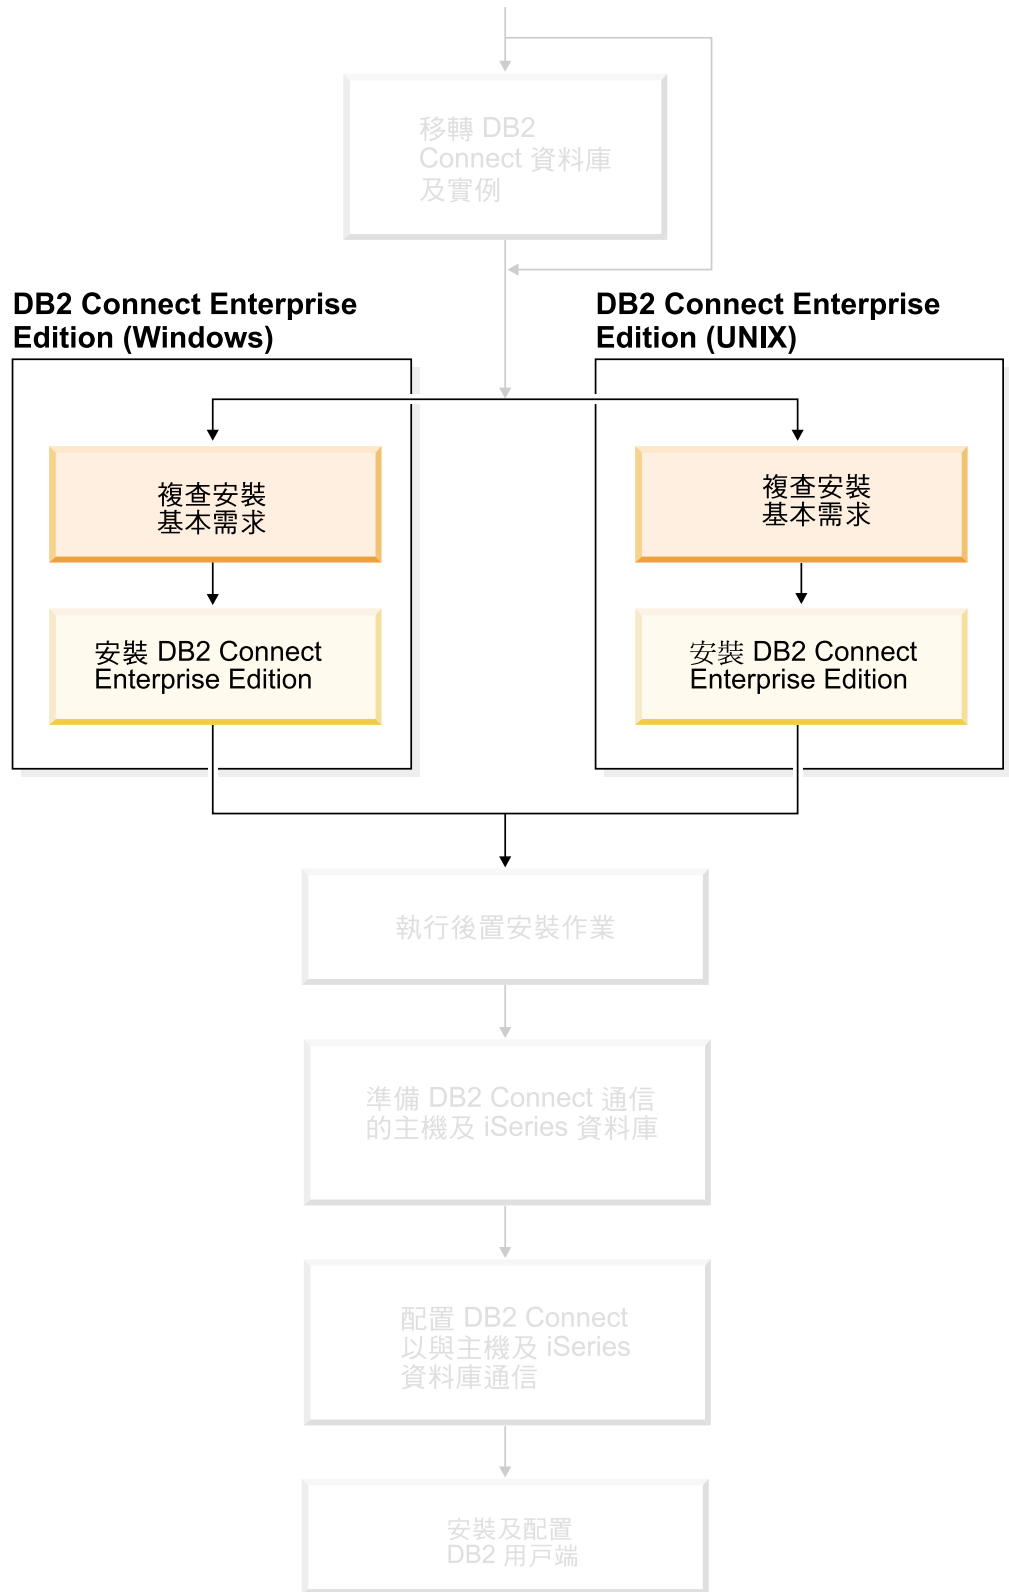 移轉 DB2
Connect 資料庫
及實例
DB2 Connect Enterprise
Edition (Windows)
DB2 Connect Enterprise
Edition (UNIX)
複查安裝
基本需求
複查安裝
基本需求
安裝 DB2 Connect
Enterprise Edition
安裝 DB2 Connect
Enterprise Edition
執行後置安裝作業
準備 DB2 Connect 通信
的主機及 iSeries 資料庫
配置 DB2 Connect
以與主機及 iSeries
資料庫通信
安裝及配置
DB2 用戶端